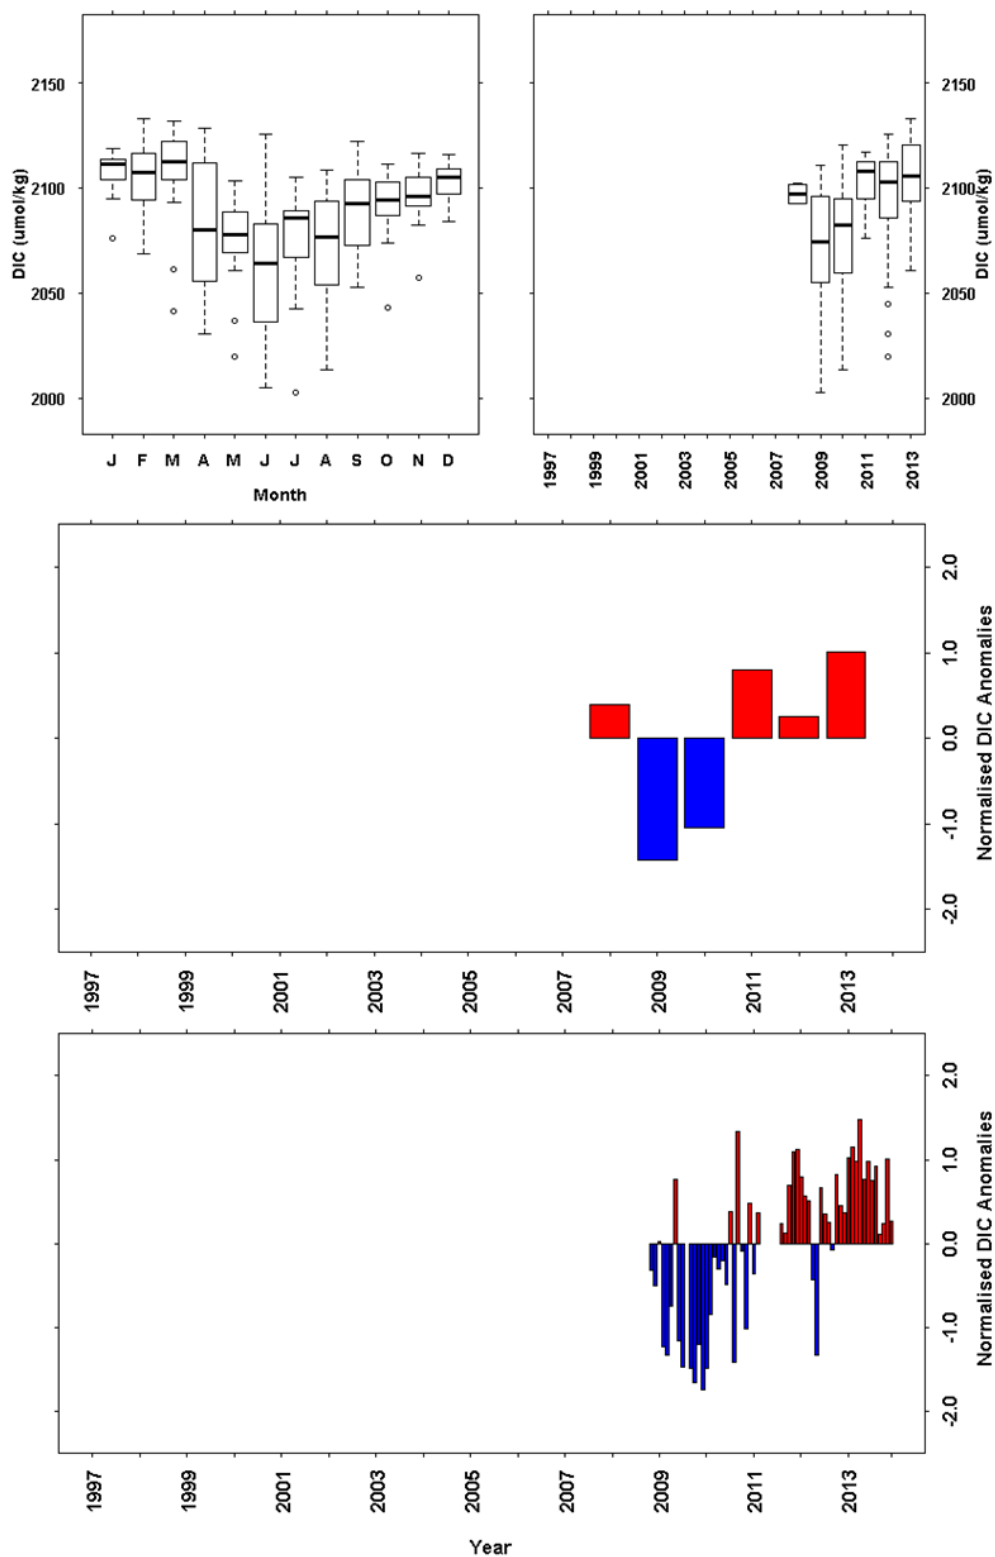 2150
2100
2050
2000
DIC (umol/kg)
J F M A M J J A S O N D
Month
2150
2100
2050
2000
DIC (umol/kg)
1997 1999 2001 2003 2005 2007 2009 2011 2013
2.0
1.0
0.0
-1.0
-2.0
Normalised DIC Anomalies
1997 1999 2001 2003 2005 2007 2009 2011 2013
2.0
1.0
0.0
-1.0
-2.0
Normalised DIC Anomalies
1997 1999 2001 2003 2005 2007 2009 2011 2013
Year